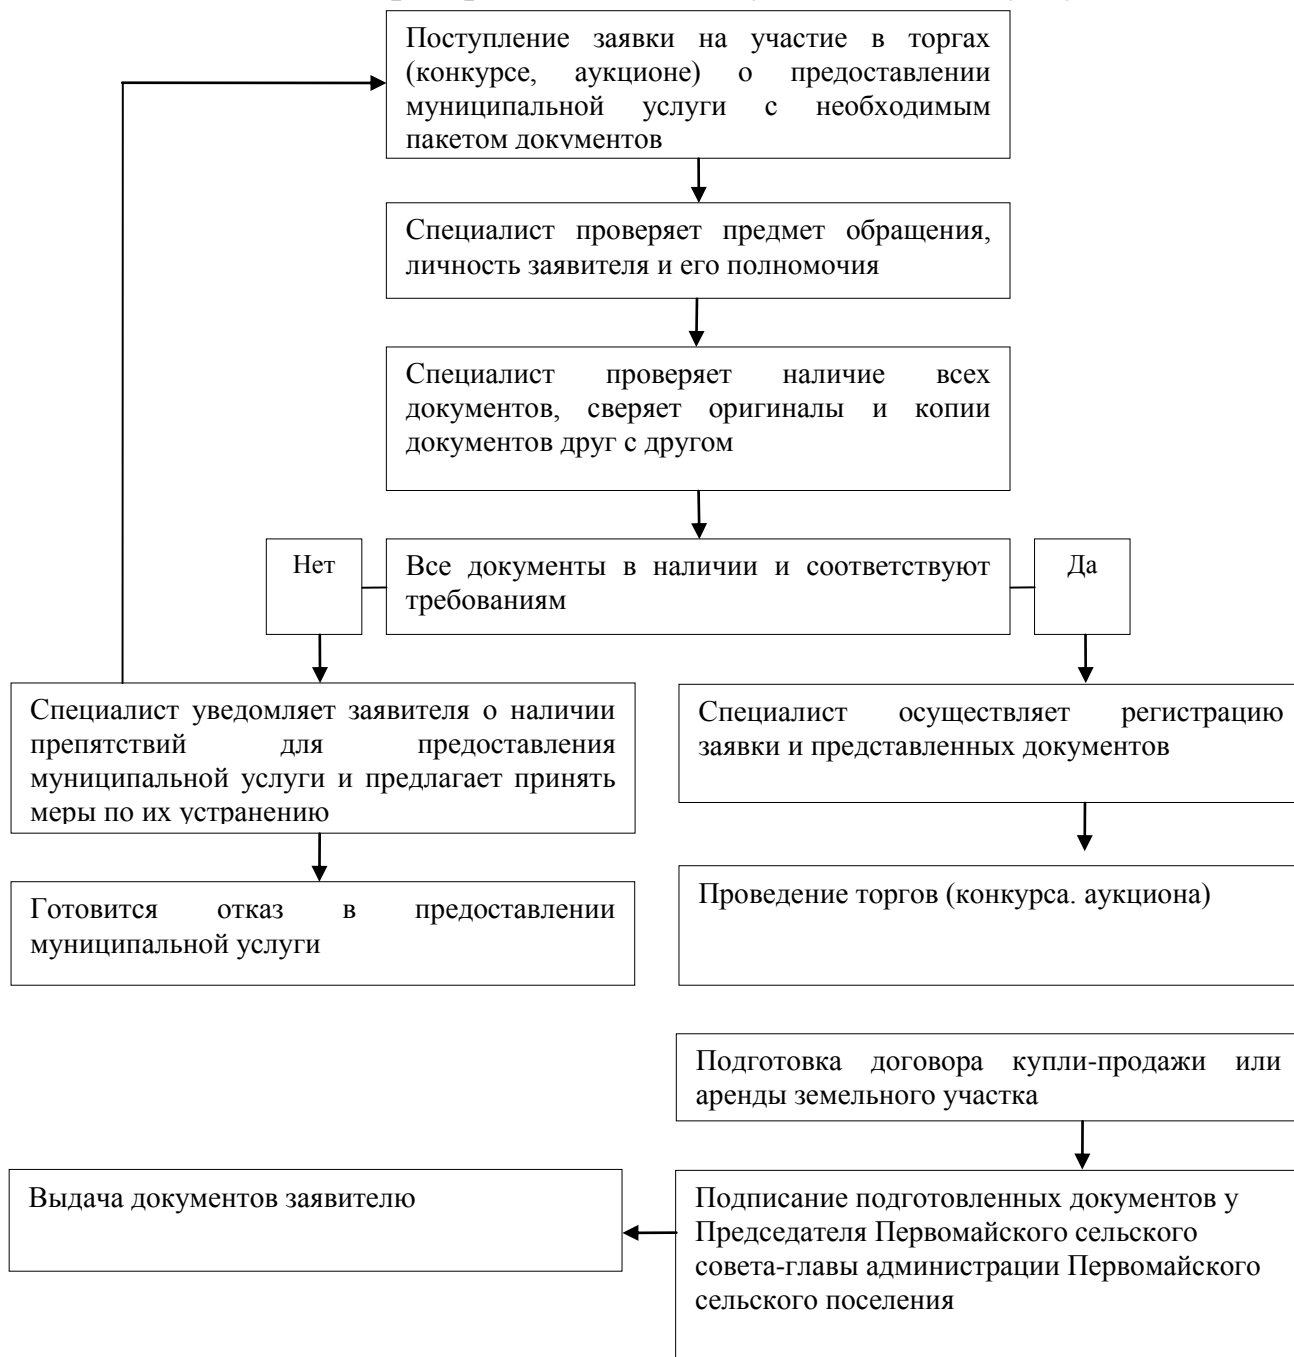 Поступление заявки на участие в торгах
(конкурсе, аукционе) о предоставлении
муниципальной услуги с необходимым
пакетом документов
Специалист проверяет предмет обращения,
личность заявителя и его полномочия
Специалист проверяет наличие всех
документов, сверяет оригиналы и копии
документов друг с другом
Нет
Все документы в наличии и соответствуют
требованиям
Да
Специалист уведомляет заявителя о наличии
препятствий для предоставления
муниципальной услуги и предлагает принять
меры по их устранению
Специалист осуществляет регистрацию
заявки и представленных документов
Готовится отказ в предоставлении
муниципальной услуги
Проведение торгов (конкурса. аукциона)
Подготовка договора купли-продажи или
аренды земельного участка
Выдача документов заявителю
Подписание подготовленных документов у
Председателя Первомайского сельского
совета-главы администрации Первомайского
сельского поселения